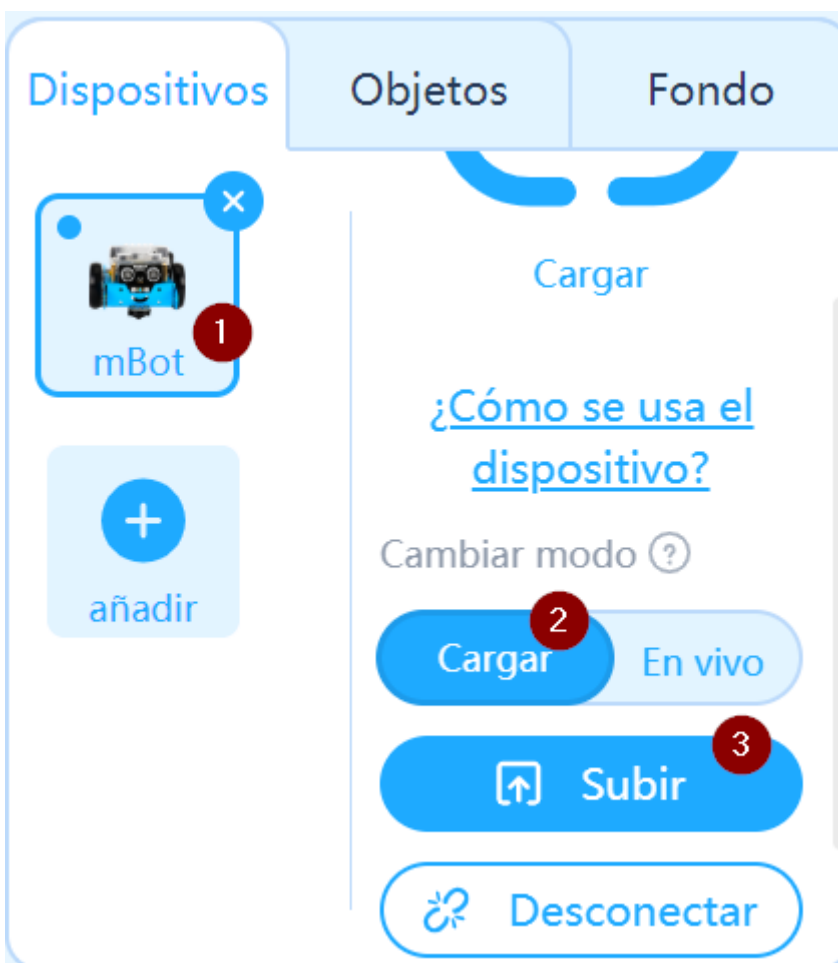 Dispositivos
Objetos
Fondo
mBot
1
añadir
Cargar
¿Cómo se usa el
dispositivo?
Cambiar modo ?
2
Cargar
En vivo
3
Subir
Desconectar